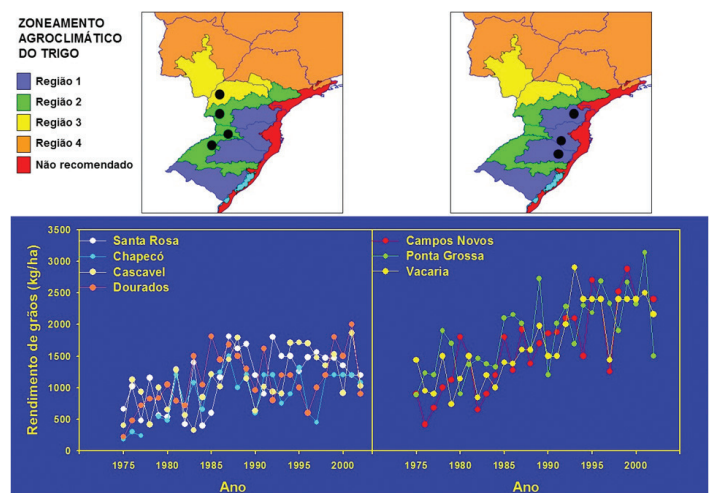 ZONEAMENTO
AGROCLIMÁTICO
DO TRIGO
Região 1
Região 2
Região 3
Região 4
Não recomendado
Rendimento de grãos (kg/ha)
3500
3000
2500
2000
1500
1000
500
0
Santa Rosa
Chapecó
Cascavel
Dourados
Campos Novos
Ponta Grossa
Vacaria
1975 1980 1985 1990 1995 2000
1975 1980 1985 1990 1995 2000
Ano
Ano